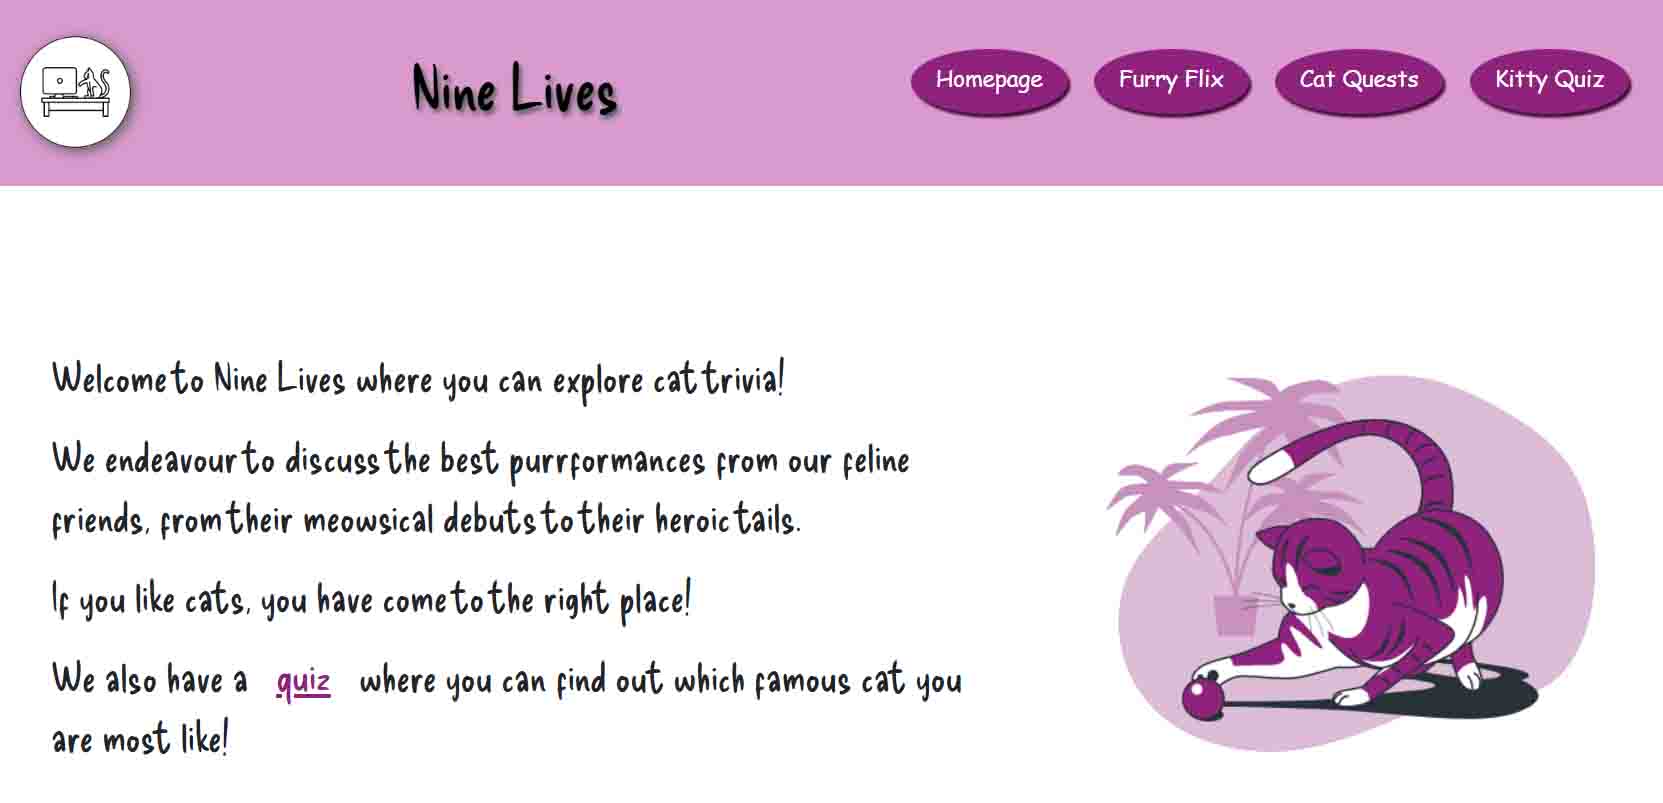 Nine Lives
Homepage
Furry Flix
Cat Quests
Kitty Quiz
Welcome to Nine Lives where you can explore cat trivia!
We endeavour to discuss the best purrformances from our feline
friends, from their meowsical debuts to their heroic tails.
If you like cats, you have come to the right place!
We also have a quiz where you can find out which famous cat you
are most like!